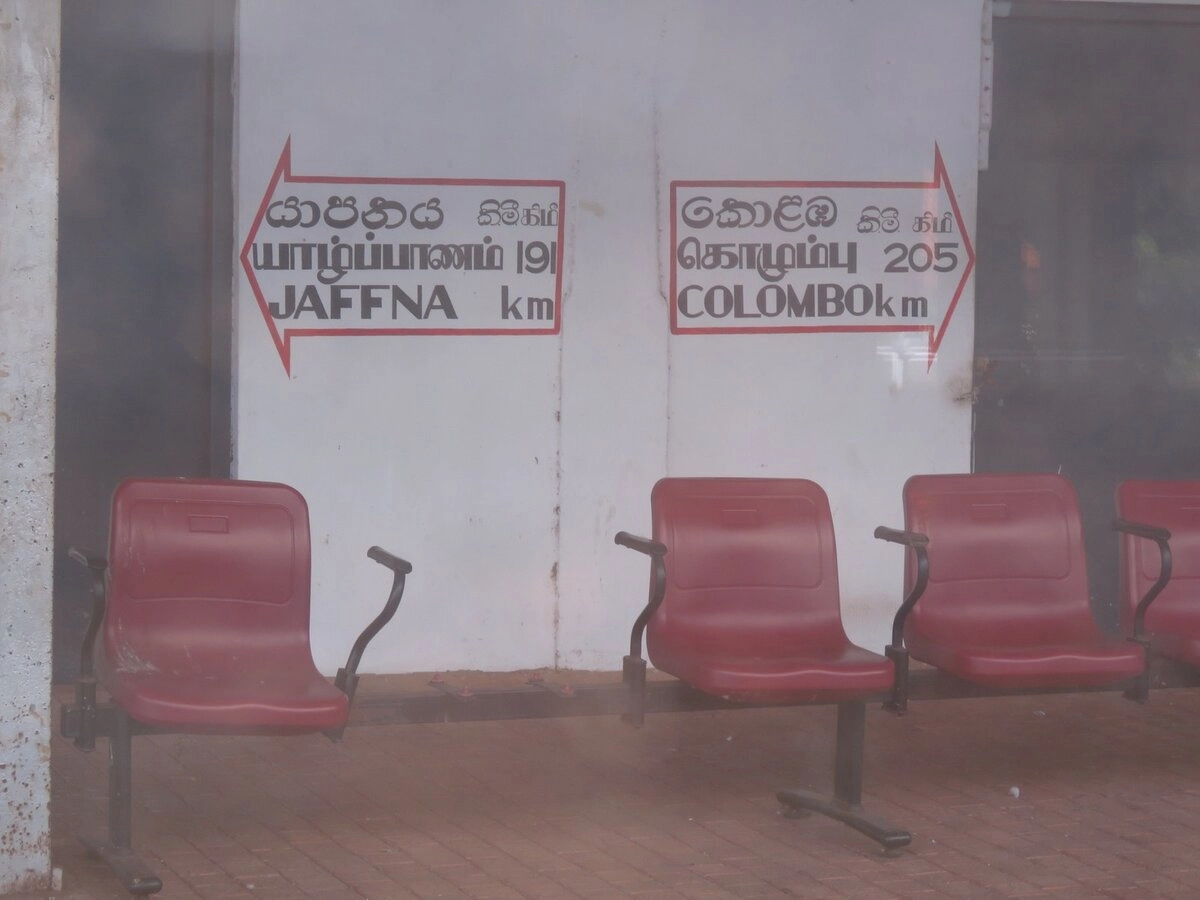 යාපනය කිමී கிமீ
யாழ்ப்பாணம் 191
JAFFNA km
කොළඹ කිමී கிமீ
கொழும்பு 205
COLOMBO km